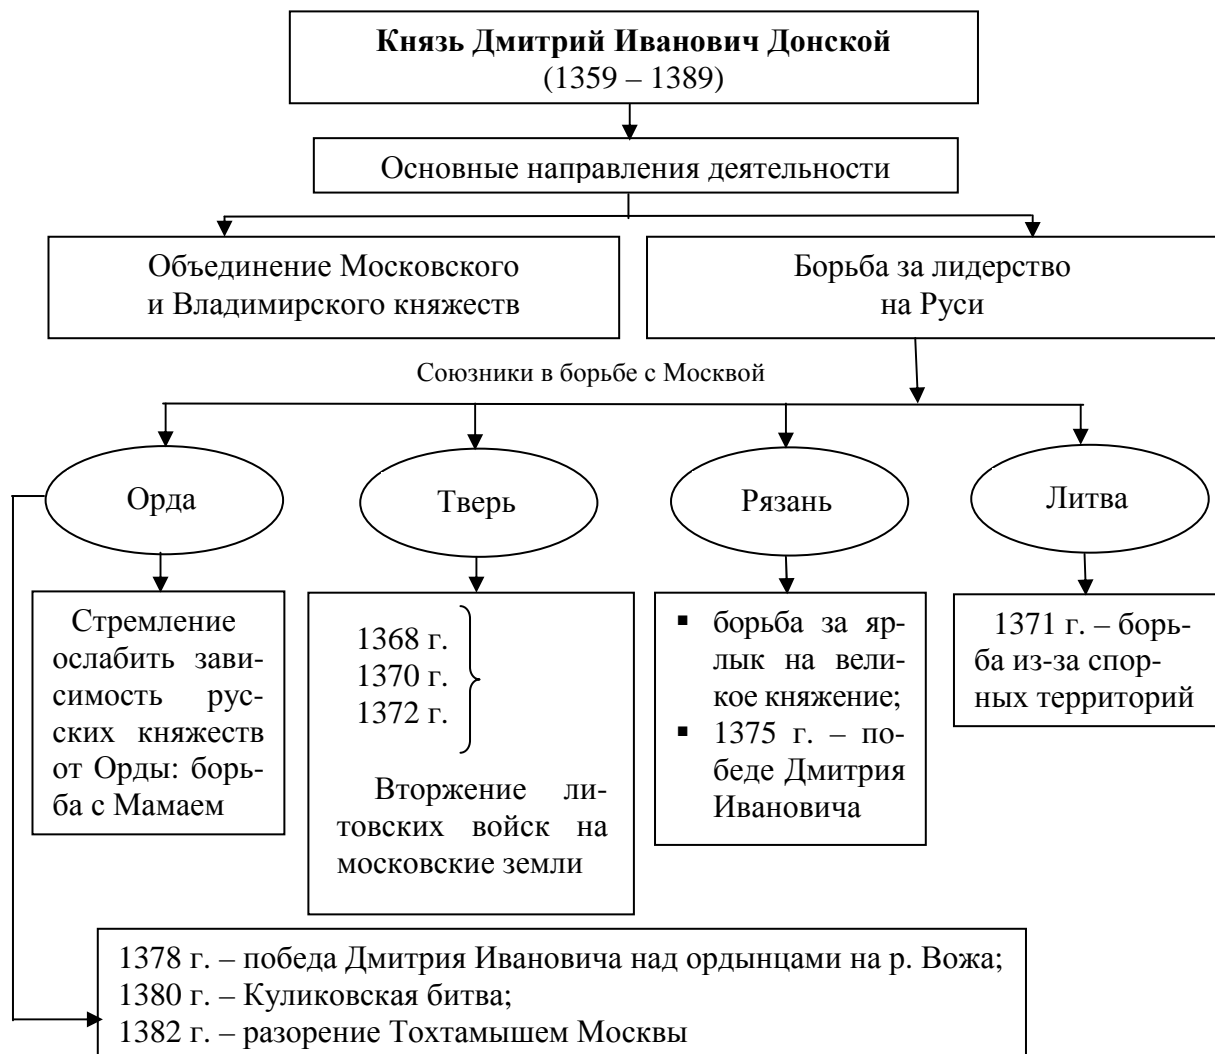 Князь Дмитрий Иванович Донской
(1359 – 1389)
Основные направления деятельности
Объединение Московского
и Владимирского княжеств
Борьба за лидерство
на Руси
Союзники в борьбе с Москвой
Орда
Тверь
Рязань
Литва
Стремление
ослабить зави-
симость рус-
ских княжеств
от Орды: борь-
ба с Мамаем
1368 г.
1370 г.
1372 г.
Вторжение ли-
товских войск на
московские земли
▪ борьба за яр-
лык на вели-
кое княжение;
▪ 1375 г. – по-
беде Дмитрия
Ивановича
1371 г. – борь-
ба из-за спор-
ных территорий
1378 г. – победа Дмитрия Ивановича над ордынцами на р. Вожа;
1380 г. – Куликовская битва;
1382 г. – разорение Тохтамышем Москвы